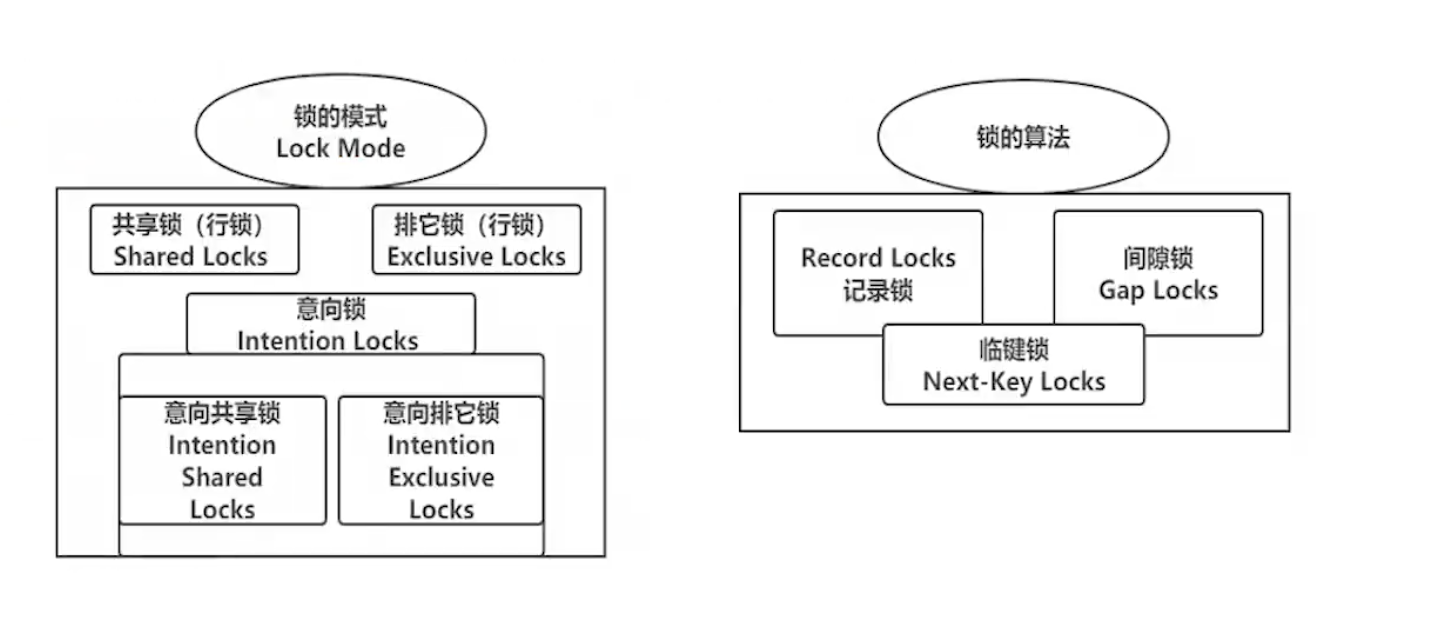 锁的模式
Lock Mode
共享锁（行锁）
Shared Locks
排它锁（行锁）
Exclusive Locks
意向锁
Intention Locks
意向共享锁
Intention
Shared
Locks
意向排它锁
Intention
Exclusive
Locks
锁的算法
Record Locks
记录锁
间隙锁
Gap Locks
临键锁
Next-Key Locks